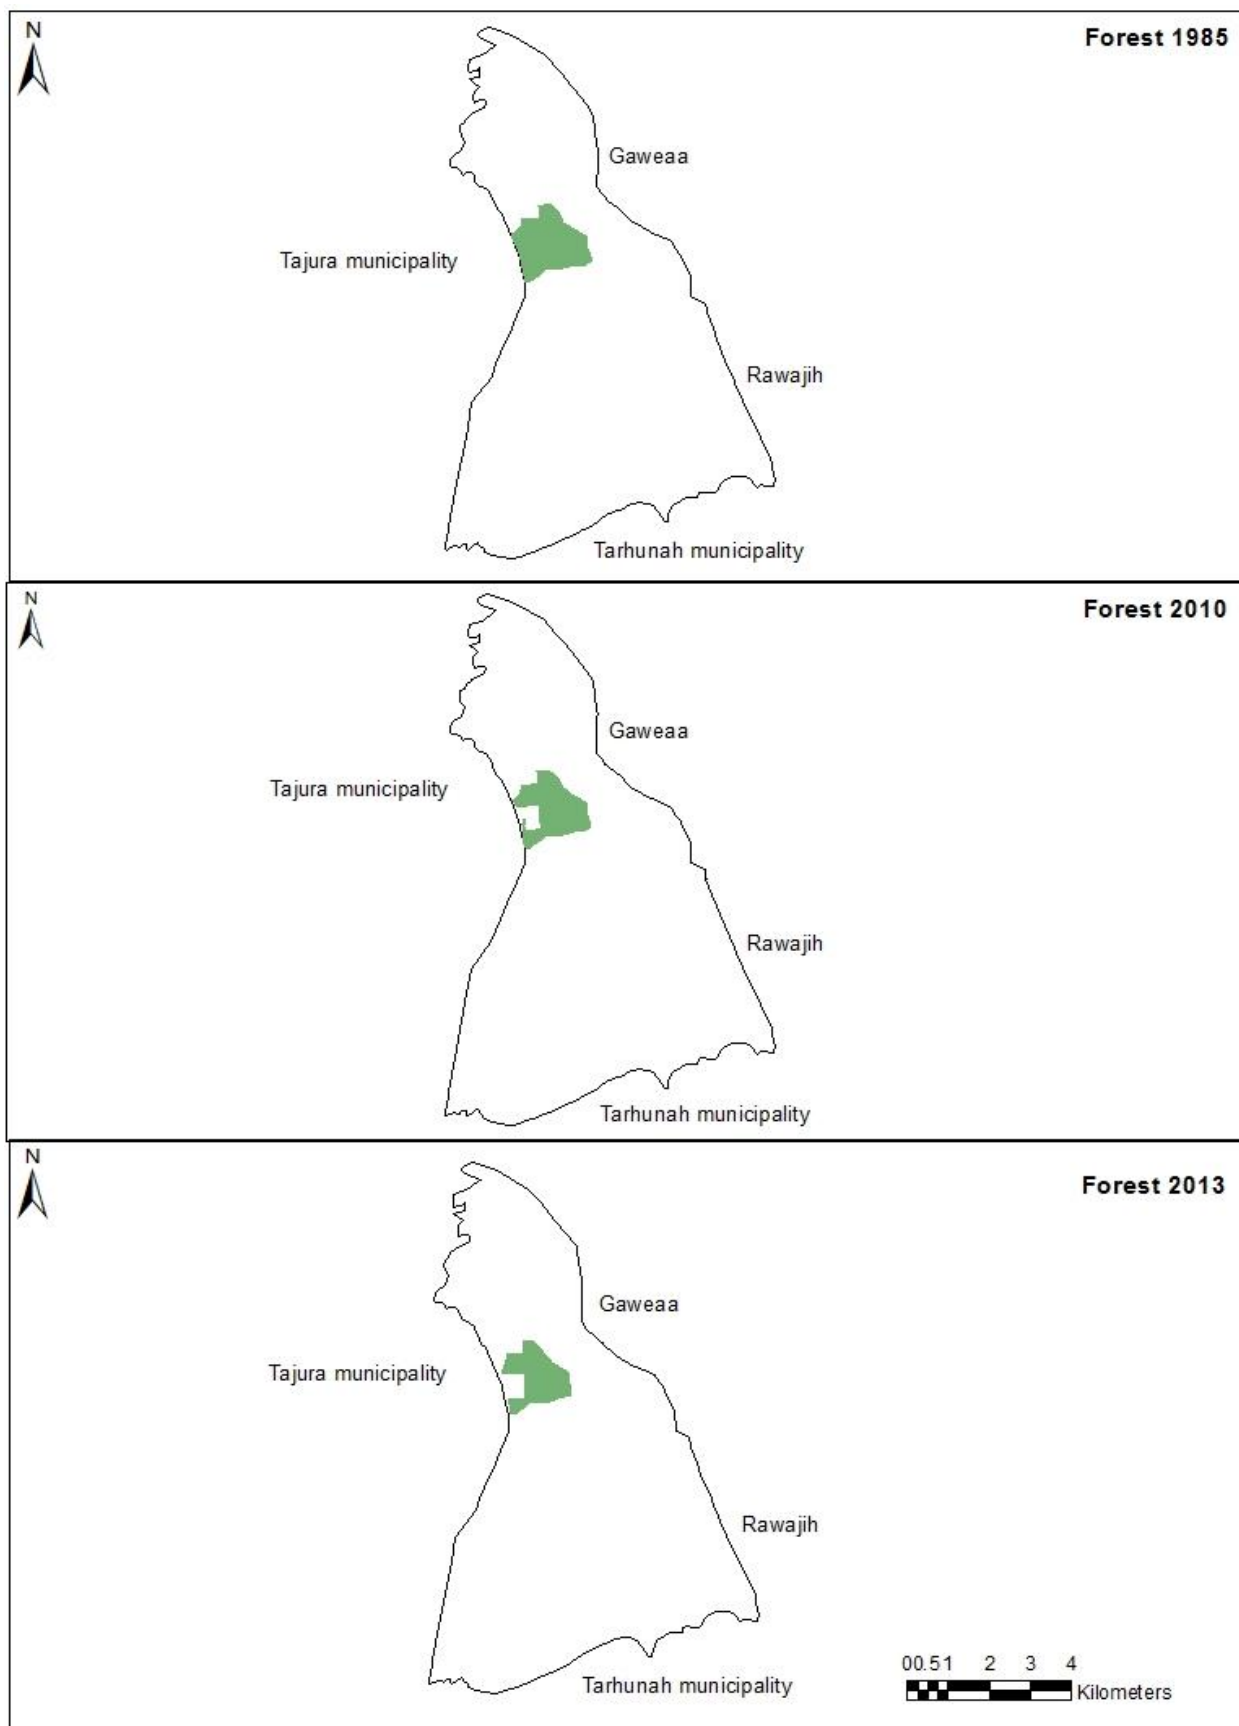 N
Forest 1985
Gaweaa
Tajura municipality
Rawajih
Tarhunah municipality
N
Forest 2010
Gaweaa
Tajura municipality
Rawajih
Tarhunah municipality
N
Forest 2013
Gaweaa
Tajura municipality
Rawajih
Tarhunah municipality
00.51 2 3 4
Kilometers